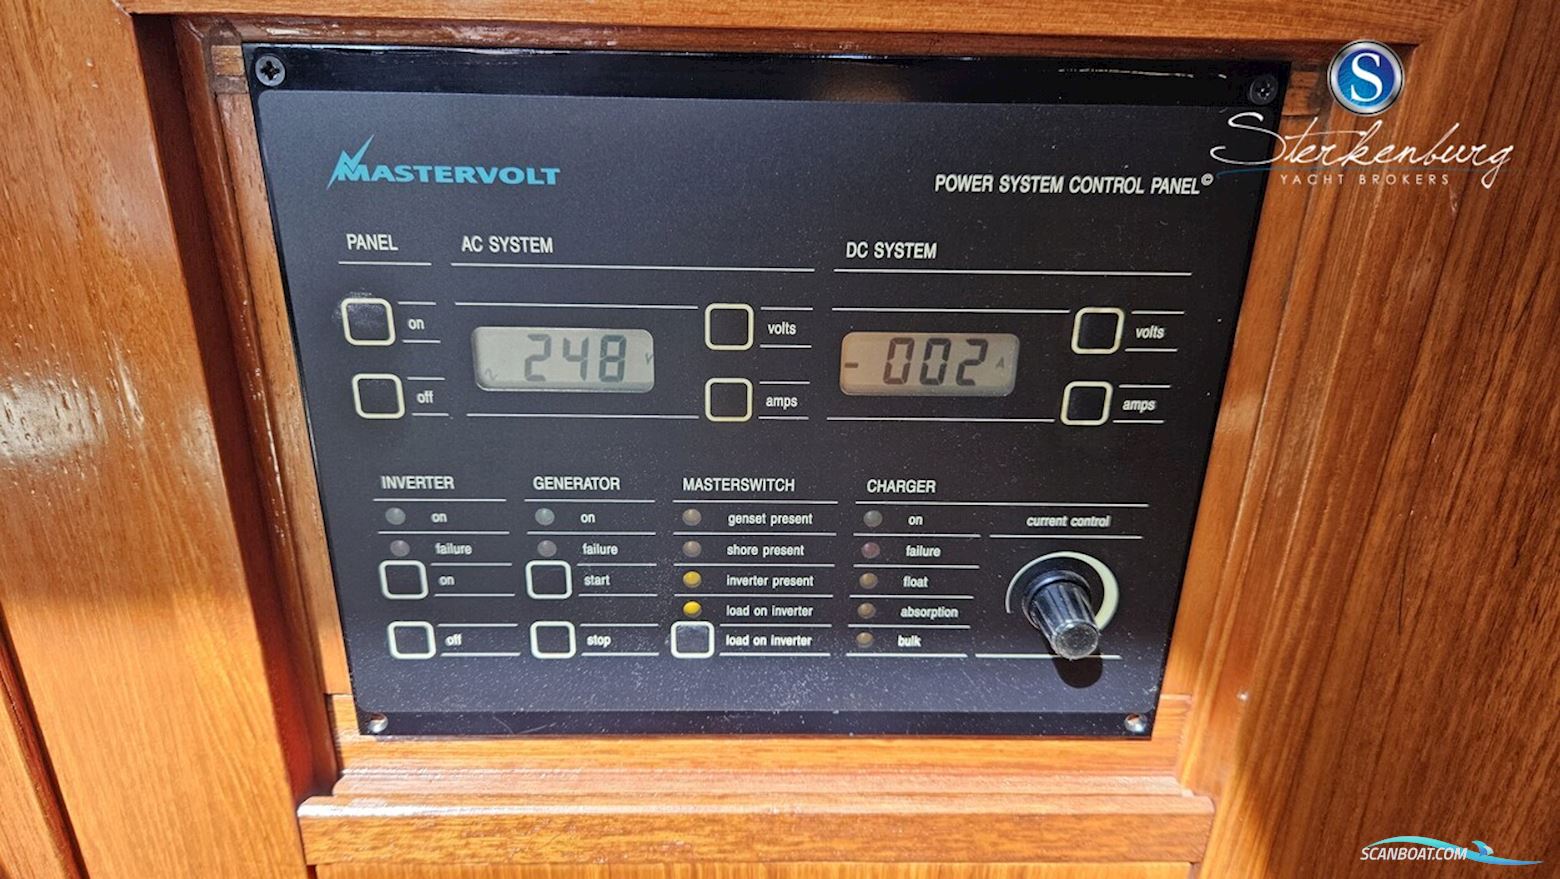 S
Sterkenburg
YACHT BROKERS
MASTERVOLT
POWER SYSTEM CONTROL PANEL©
PANEL AC SYSTEM DC SYSTEM
on 248 V volts -002 A volts
off amps amps
INVERTER GENERATOR MASTERSWITCH CHARGER
on on genset present on current control
failure failure shore present failure
on start inverter present float
load on inverter absorption
off stop load on inverter bulk
SCANBOAT.COM